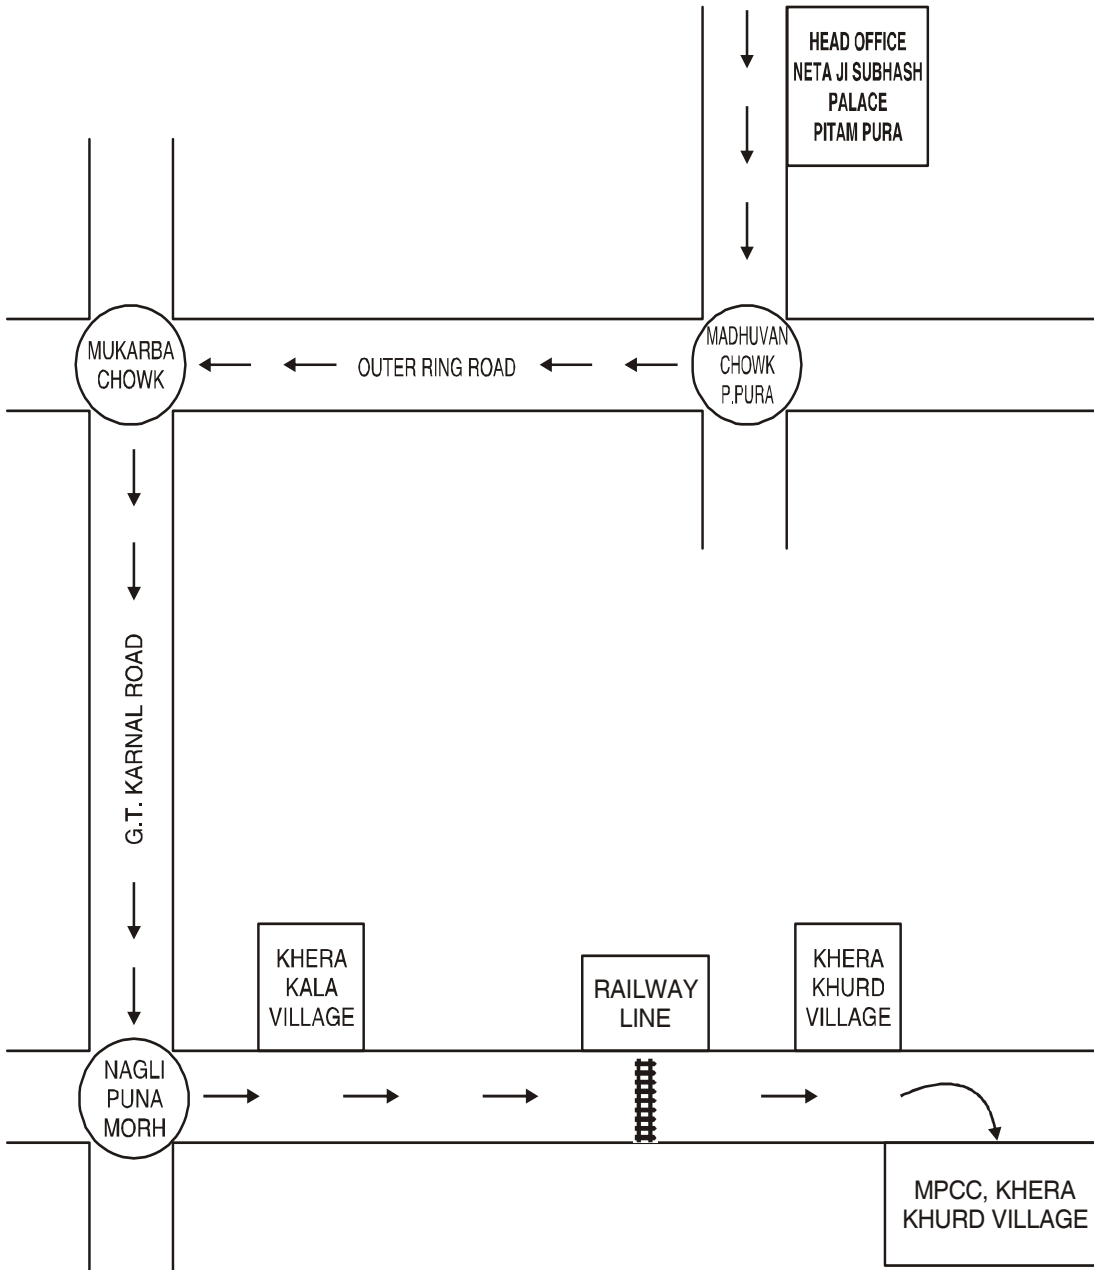 HEAD OFFICE
NETA JI SUBHASH
PALACE
PITAM PURA
MUKARBA
CHOWK
OUTER RING ROAD
MADHUVAN
CHOWK
P.PURA
G.T. KARNAL ROAD
KHERA
KALA
VILLAGE
RAILWAY
LINE
KHERA
KHURD
VILLAGE
NAGLI
PUNA
MORH
MPCC, KHERA
KHURD VILLAGE